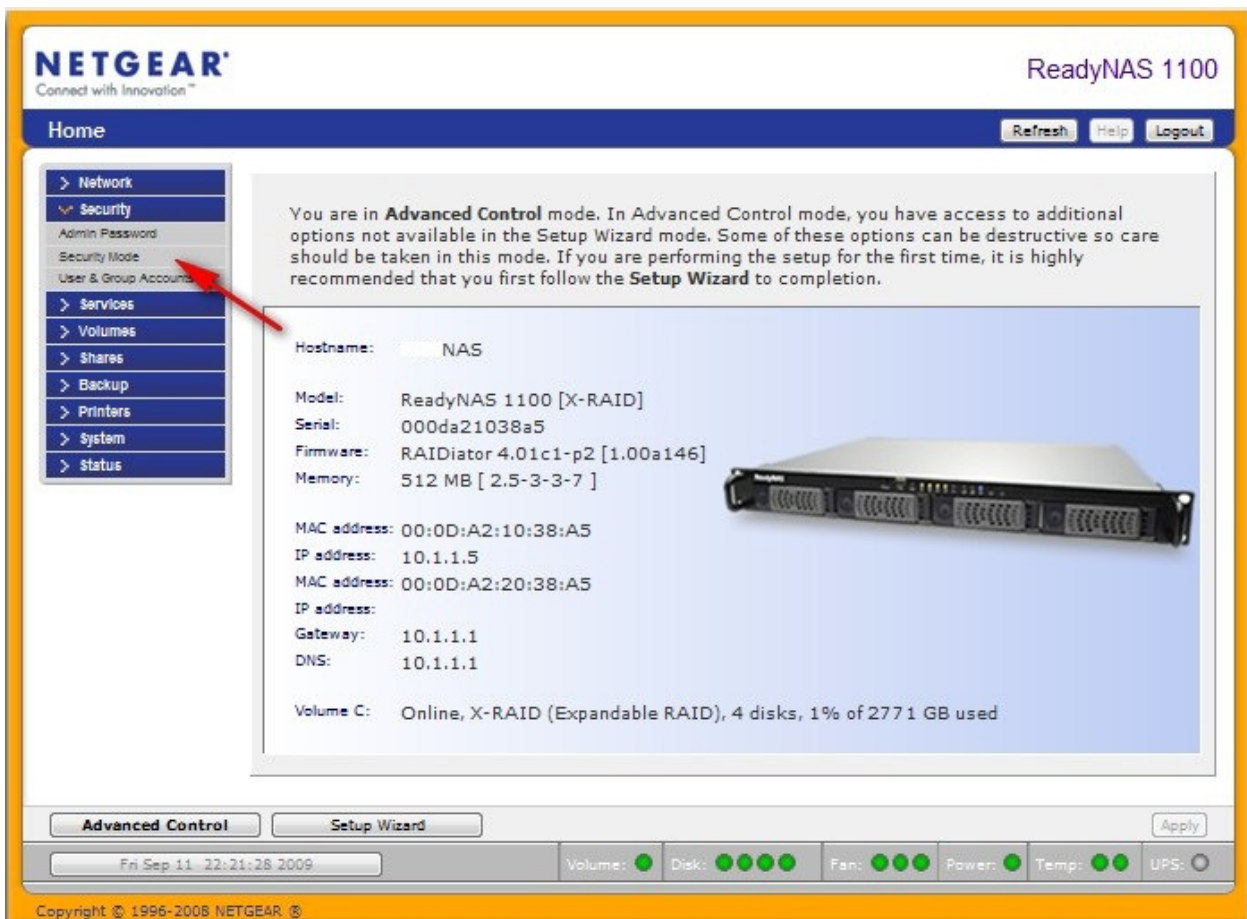 NETGEAR®
Connect with Innovation™
ReadyNAS 1100
Home
Refresh
Help
Logout
> Network
Security
Admin Password
Security Mode
User & Group Accounts
> Services
> Volumes
> Shares
> Backup
> Printers
> System
> Status
You are in Advanced Control mode. In Advanced Control mode, you have access to additional
options not available in the Setup Wizard mode. Some of these options can be destructive so care
should be taken in this mode. If you are performing the setup for the first time, it is highly
recommended that you first follow the Setup Wizard to completion.
Hostname: NAS
Model: ReadyNAS 1100 [X-RAID]
Serial: 000da21038a5
Firmware: RAIDiator 4.01c1-p2 [1.00a146]
Memory: 512 MB [ 2.5-3-3-7 ]
MAC address: 00:0D:A2:10:38:A5
IP address: 10.1.1.5
MAC address: 00:0D:A2:20:38:A5
IP address:
Gateway: 10.1.1.1
DNS: 10.1.1.1
Volume C: Online, X-RAID (Expandable RAID), 4 disks, 1% of 2771 GB used
ReadyNAS
Advanced Control
Setup Wizard
Apply
Fri Sep 11 22:21:28 2009
Volume:
Disk:
Fan:
Power:
Temp:
UPS:
Copyright © 1996-2008 NETGEAR ®